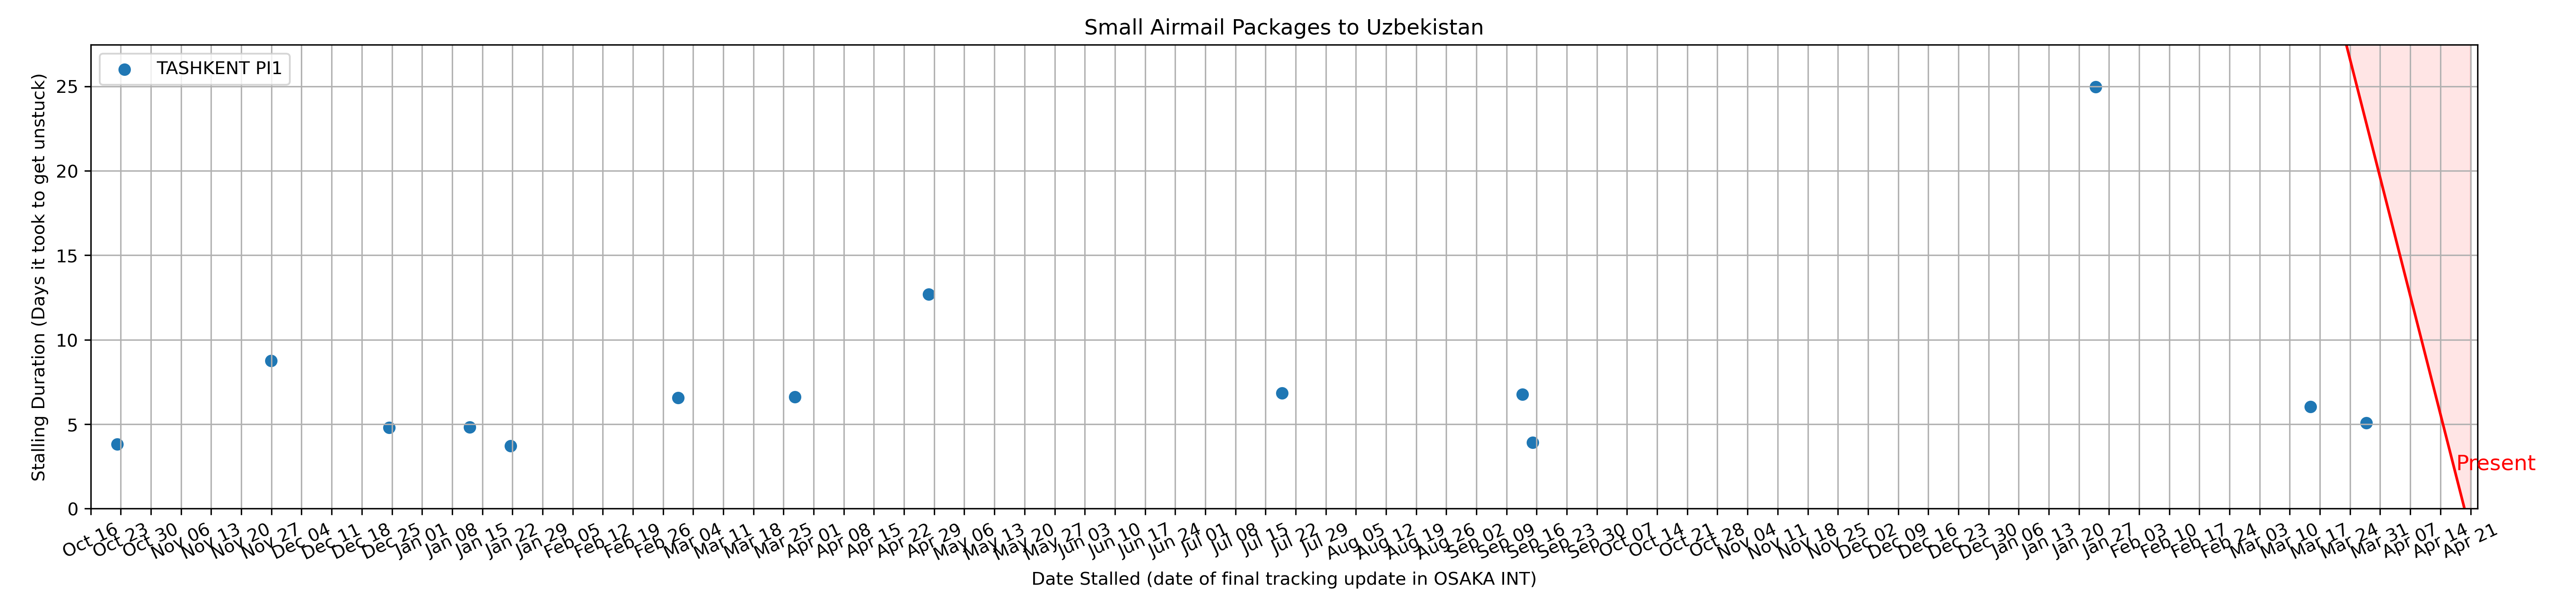 Small Airmail Packages to Uzbekistan
TASHKENT PI1
Stalling Duration (Days it took to get unstuck)
25
20
15
10
5
0
Present
Oct 16
Oct 23
Oct 30
Nov 06
Nov 13
Nov 20
Nov 27
Dec 04
Dec 11
Dec 18
Dec 25
Jan 01
Jan 08
Jan 15
Jan 22
Jan 29
Feb 05
Feb 12
Feb 19
Feb 26
Mar 04
Mar 11
Mar 18
Mar 25
Apr 01
Apr 08
Apr 15
Apr 22
Apr 29
May 06
May 13
May 20
May 27
Jun 03
Jun 10
Jun 17
Jun 24
Jul 01
Jul 08
Jul 15
Jul 22
Jul 29
Aug 05
Aug 12
Aug 19
Aug 26
Sep 02
Sep 09
Sep 16
Sep 23
Sep 30
Oct 07
Oct 14
Oct 21
Oct 28
Nov 04
Nov 11
Nov 18
Nov 25
Dec 02
Dec 09
Dec 16
Dec 23
Dec 30
Jan 06
Jan 13
Jan 20
Jan 27
Feb 03
Feb 10
Feb 17
Feb 24
Mar 03
Mar 10
Mar 17
Mar 24
Mar 31
Apr 07
Apr 14
Apr 21
Date Stalled (date of final tracking update in OSAKA INT)